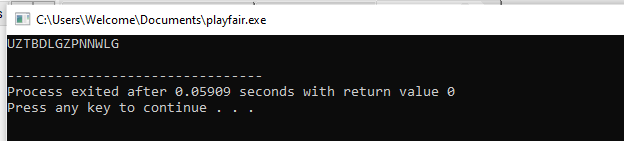 C:\Users\Welcome\Documents\playfair.exe
UZTBDLGZPNNWLG
--------------------------------
Process exited after 0.05909 seconds with return value 0
Press any key to continue . . .